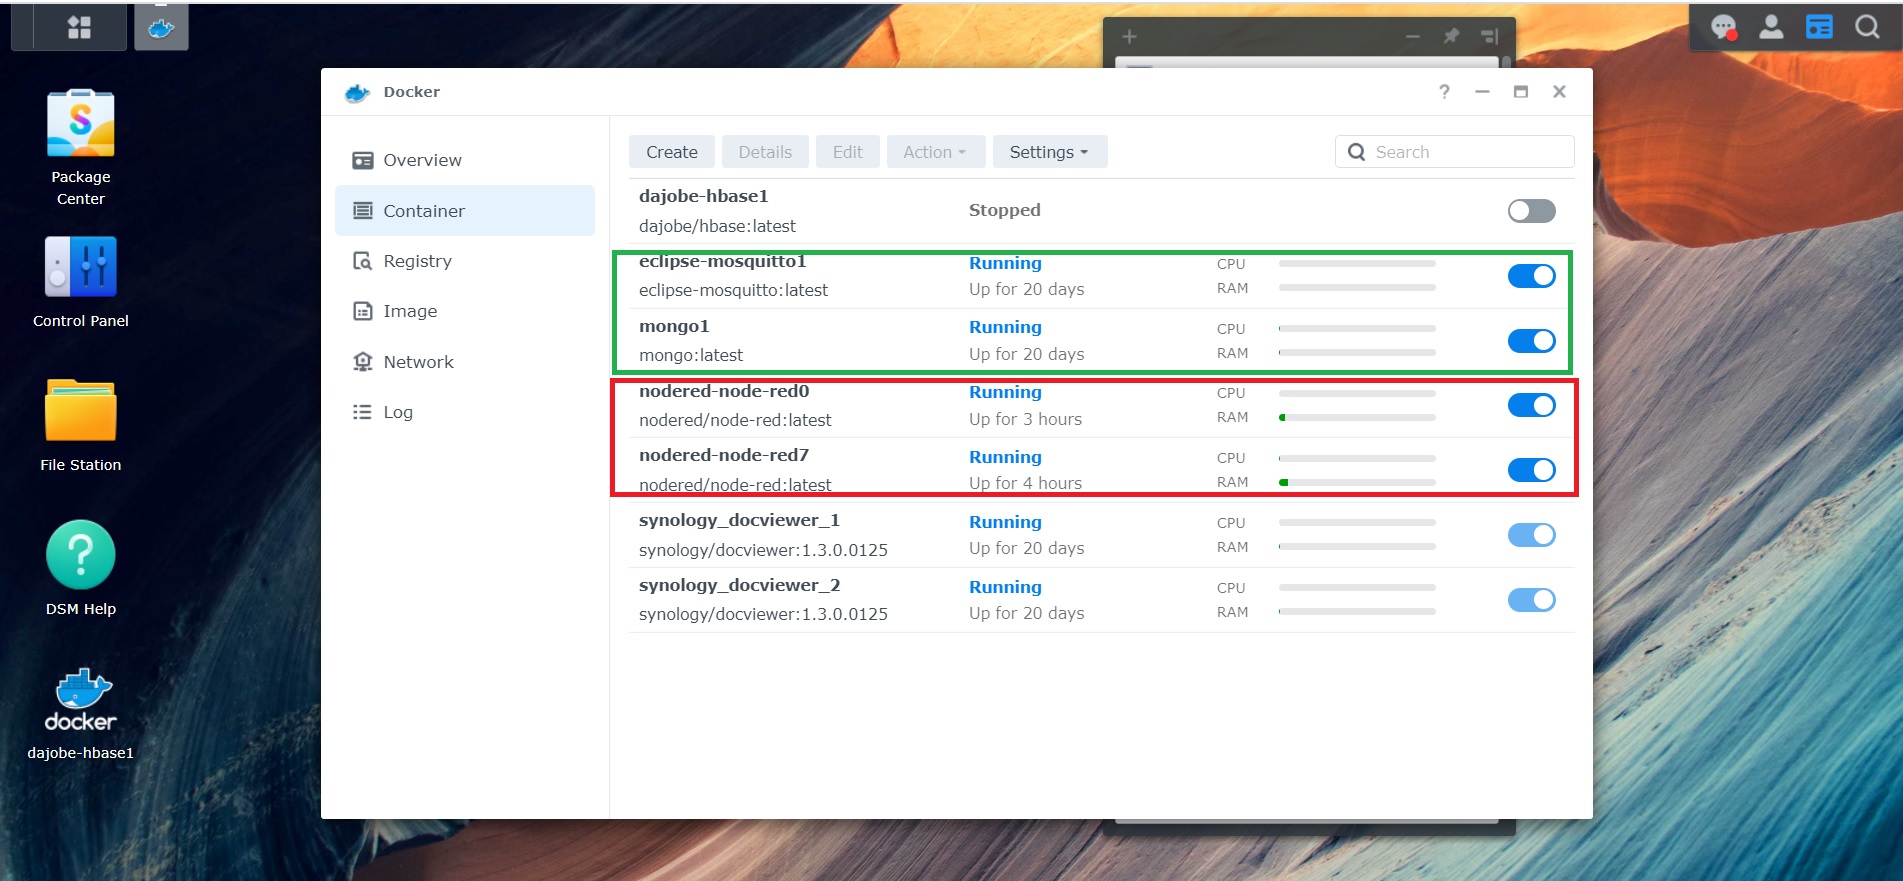 Package
Center
Control Panel
File Station
DSM Help
docker
dajobe-hbase1
Docker
Overview
Container
Registry
Image
Network
Log
Create
Details
Edit
Action
Settings
Search
dajobe-hbase1
dajobe/hbase:latest
Stopped
eclipse-mosquitto1
eclipse-mosquitto:latest
Running
Up for 20 days
CPU
RAM
mongo1
mongo:latest
Running
Up for 20 days
CPU
RAM
nodered-node-red0
nodered/node-red:latest
Running
Up for 3 hours
CPU
RAM
nodered-node-red7
nodered/node-red:latest
Running
Up for 4 hours
CPU
RAM
synology_docviewer_1
synology/docviewer:1.3.0.0125
Running
Up for 20 days
CPU
RAM
synology_docviewer_2
synology/docviewer:1.3.0.0125
Running
Up for 20 days
CPU
RAM